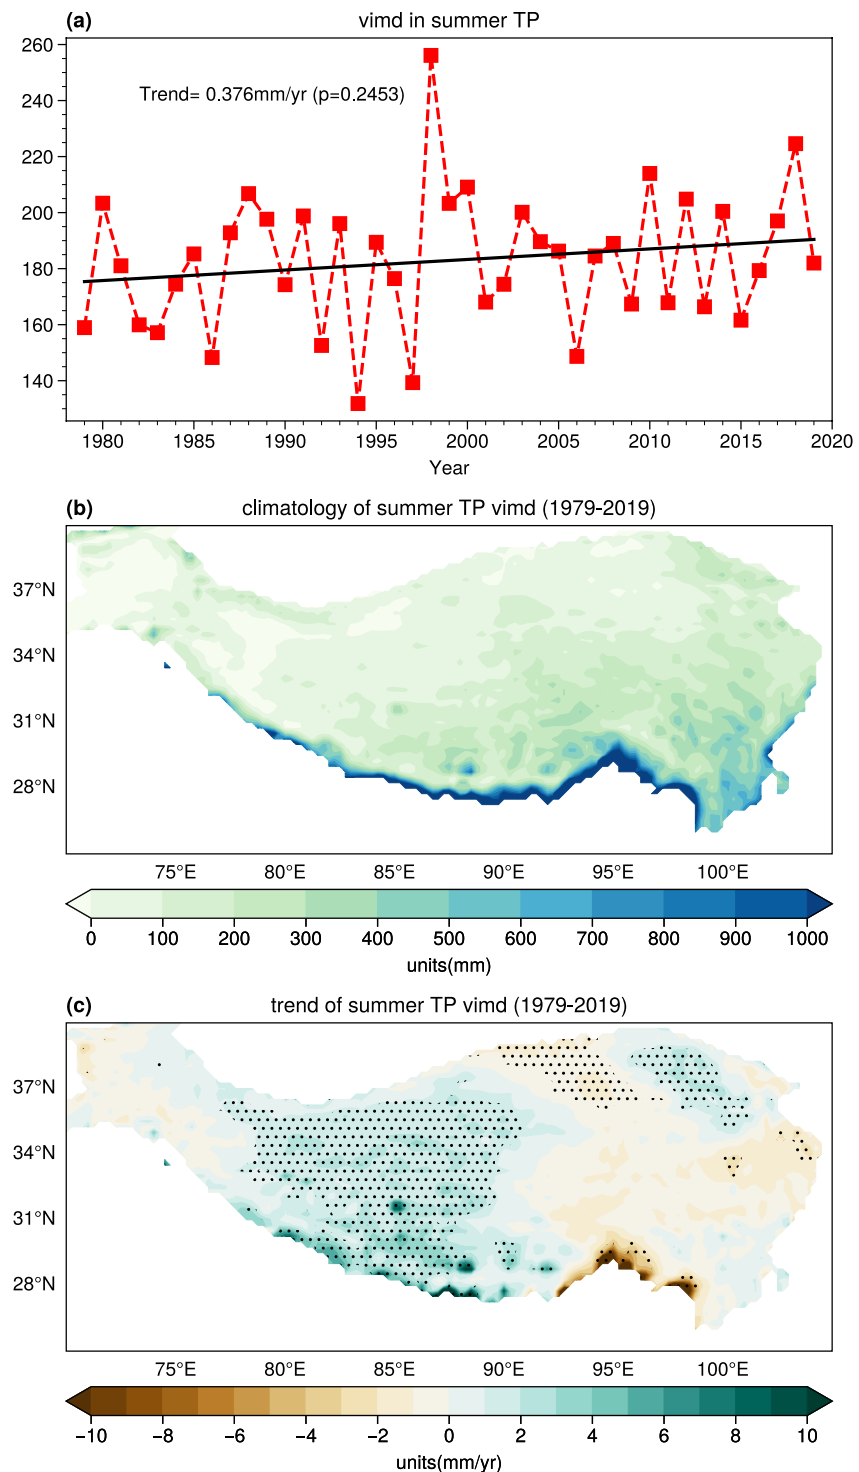 (a) vimd in summer TP
260
240
220
200
180
160
140
Trend= 0.376mm/yr (p=0.2453)
1980 1985 1990 1995 2000 2005 2010 2015 2020
Year
(b) climatology of summer TP vimd (1979-2019)
37°N
34°N
31°N
28°N
75°E 80°E 85°E 90°E 95°E 100°E
0 100 200 300 400 500 600 700 800 900 1000
units(mm)
(c) trend of summer TP vimd (1979-2019)
37°N
34°N
31°N
28°N
75°E 80°E 85°E 90°E 95°E 100°E
−10 −8 −6 −4 −2 0 2 4 6 8 10
units(mm/yr)